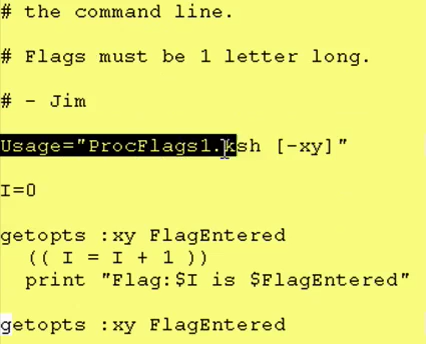 # the command line.
# Flags must be 1 letter long.
# - Jim
Usage="ProcFlags1.ksh [-xy]"
I=0
getopts :xy FlagEntered
(( I = I + 1 ))
print "Flag:$I is $FlagEntered"
getopts :xy FlagEntered